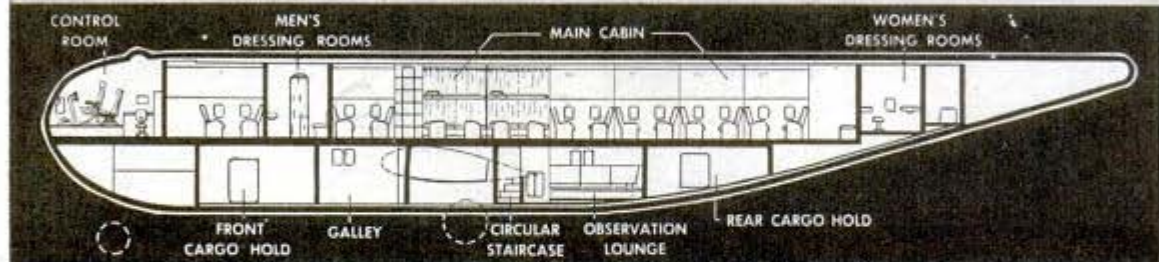 CONTROL
ROOM
MEN'S
DRESSING ROOMS
MAIN CABIN
WOMEN'S
DRESSING ROOMS
FRONT
CARGO HOLD
GALLEY
CIRCULAR
STAIRCASE
OBSERVATION
LOUNGE
REAR CARGO HOLD